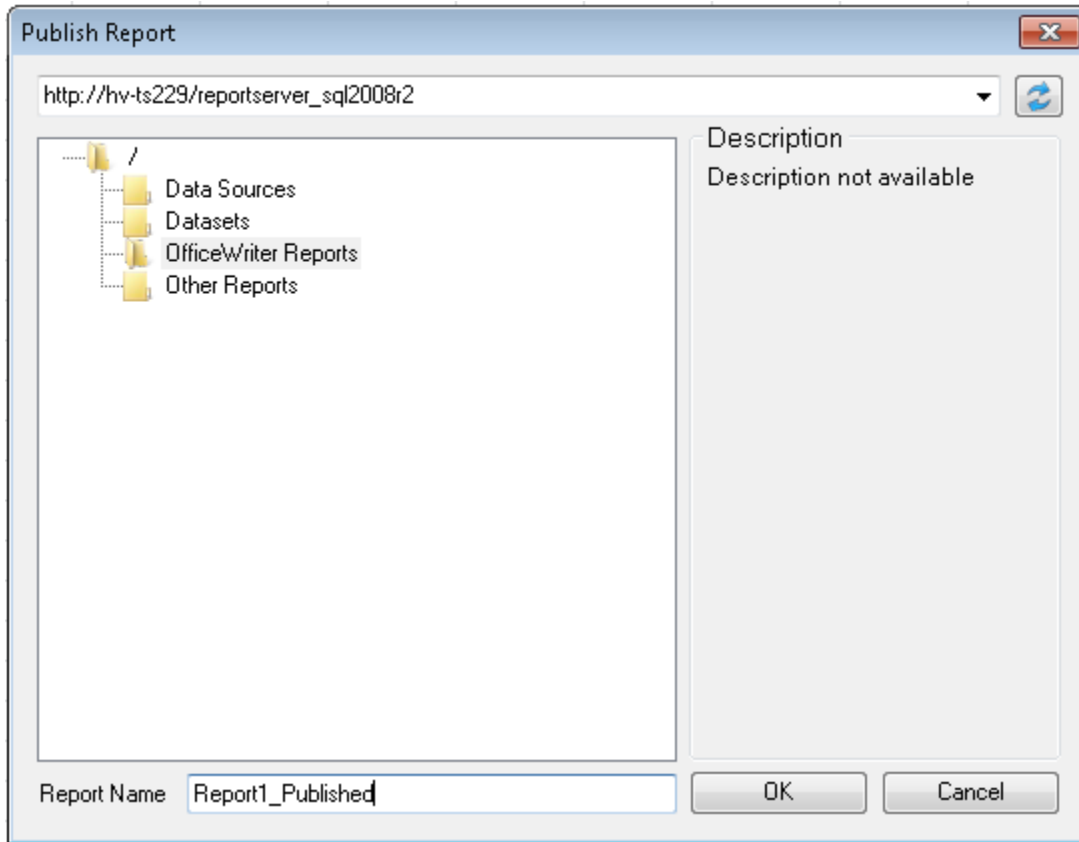 Publish Report
http://hv-ts229/reportserver_sql2008r2
/
Data Sources
Datasets
OfficeWriter Reports
Other Reports
Description
Description not available
Report Name
Report1_Published
OK
Cancel